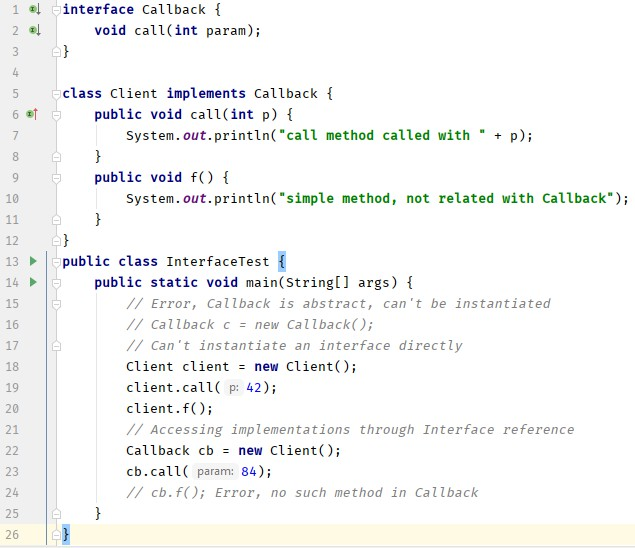 1 interface Callback {
2     void call(int param);
3 }
4
5 class Client implements Callback {
6     public void call(int p) {
7         System.out.println("call method called with " + p);
8     }
9     public void f() {
10         System.out.println("simple method, not related with Callback");
11     }
12 }
13 public class InterfaceTest {
14     public static void main(String[] args) {
15         // Error, Callback is abstract, can't be instantiated
16         // Callback c = new Callback();
17         // Can't instantiate an interface directly
18         Client client = new Client();
19         client.call( p: 42);
20         client.f();
21         // Accessing implementations through Interface reference
22         Callback cb = new Client();
23         cb.call( param: 84);
24         // cb.f(); Error, no such method in Callback
25     }
26 }